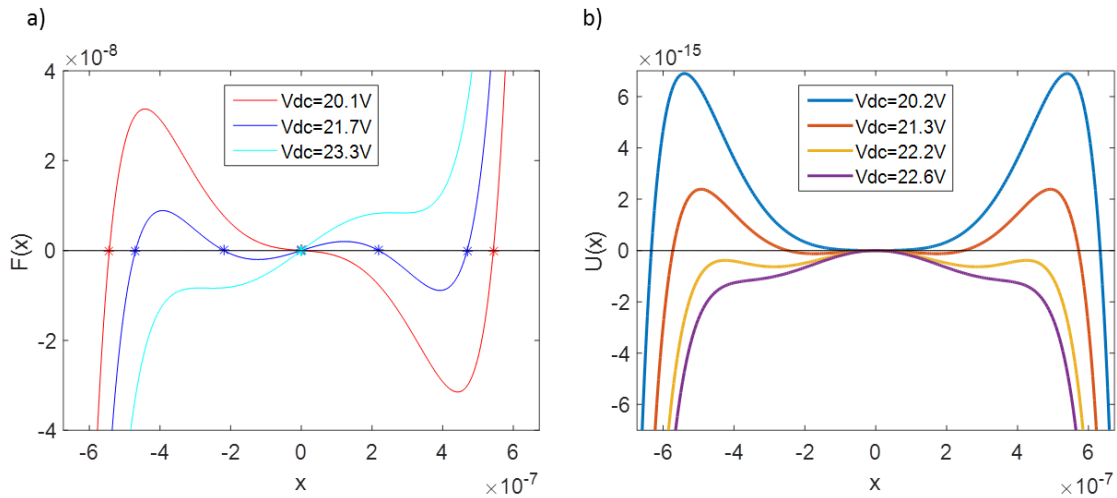 a)
×10⁻⁸
4
2
0
-2
-4
F(x)
Vdc=20.1V
Vdc=21.7V
Vdc=23.3V
-6 -4 -2 0 2 4 6
x
×10⁻⁷
b)
×10⁻¹⁵
6
4
2
0
-2
-4
-6
U(x)
Vdc=20.2V
Vdc=21.3V
Vdc=22.2V
Vdc=22.6V
-6 -4 -2 0 2 4 6
x
×10⁻⁷